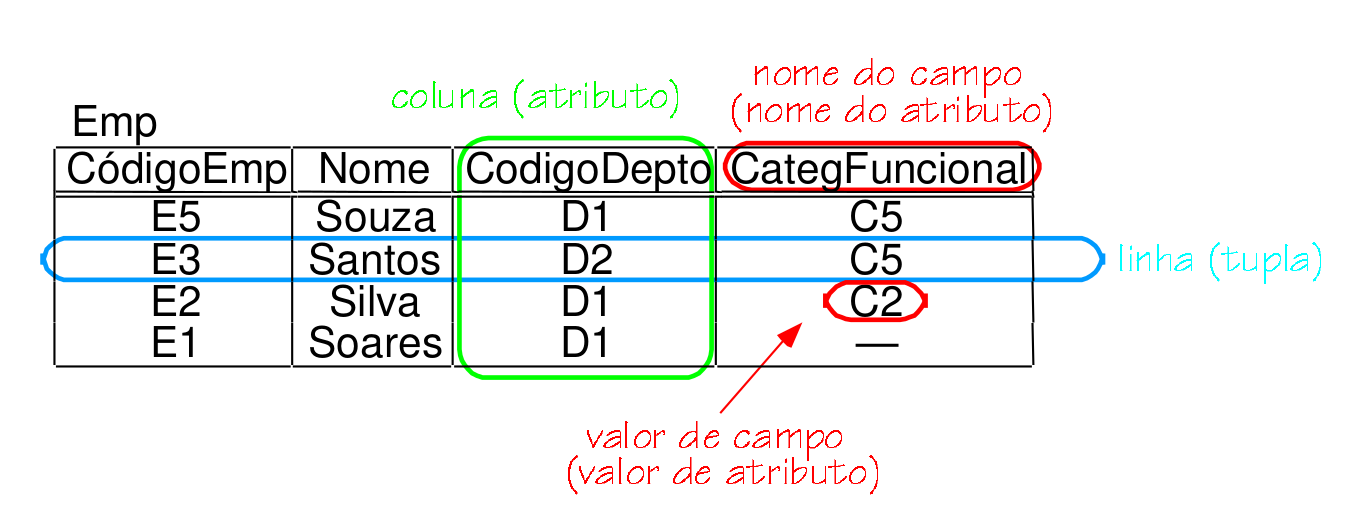 nome do campo
coluna (atributo)
(nome do atributo)
Emp
CódigoEmp Nome CodigoDepto CategFuncional
E5 Souza D1 C5
E3 Santos D2 C5 linha (tupla)
E2 Silva D1 C2
E1 Soares D1 —
valor de campo
(valor de atributo)